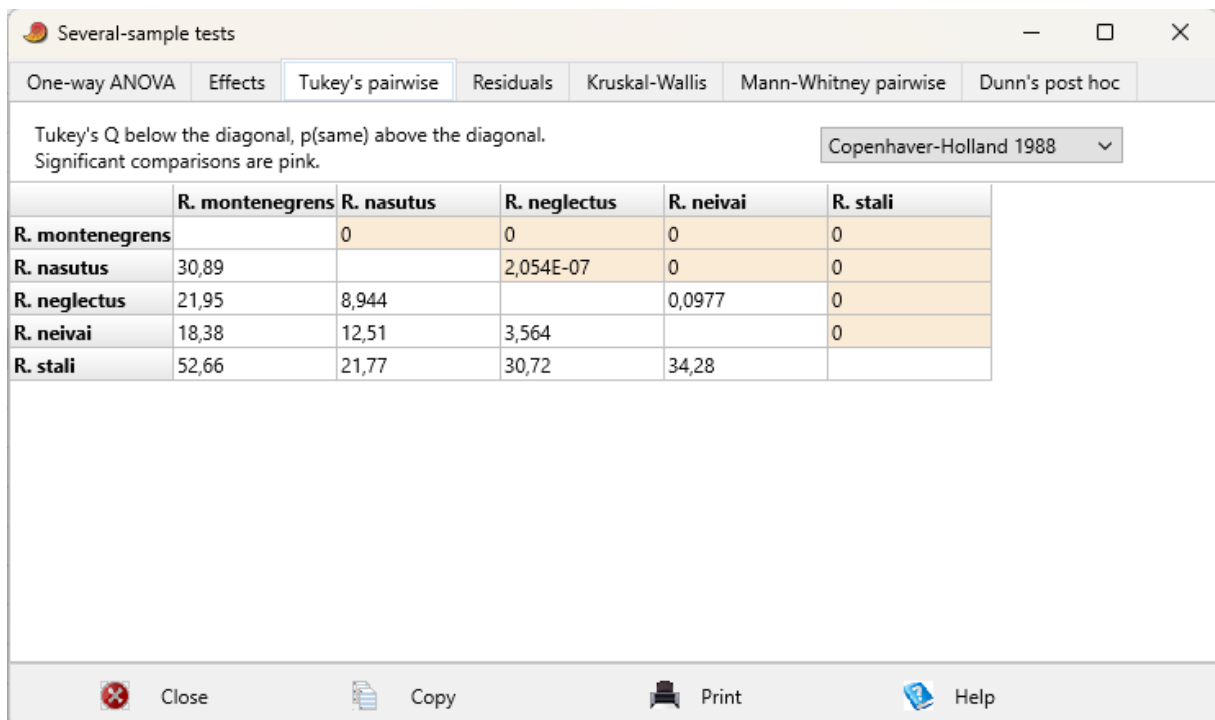 Several-sample tests
One-way ANOVA Effects Tukey's pairwise Residuals Kruskal-Wallis Mann-Whitney pairwise Dunn's post hoc
Tukey's Q below the diagonal, p(same) above the diagonal.
Significant comparisons are pink.
Copenhaver-Holland 1988
R. montenegrens R. nasutus R. neglectus R. neivai R. stali
R. montenegrens 0 0 0 0
R. nasutus 30,89 2,054E-07 0 0
R. neglectus 21,95 8,944 0,0977 0
R. neivai 18,38 12,51 3,564 0
R. stali 52,66 21,77 30,72 34,28
Close Copy Print Help